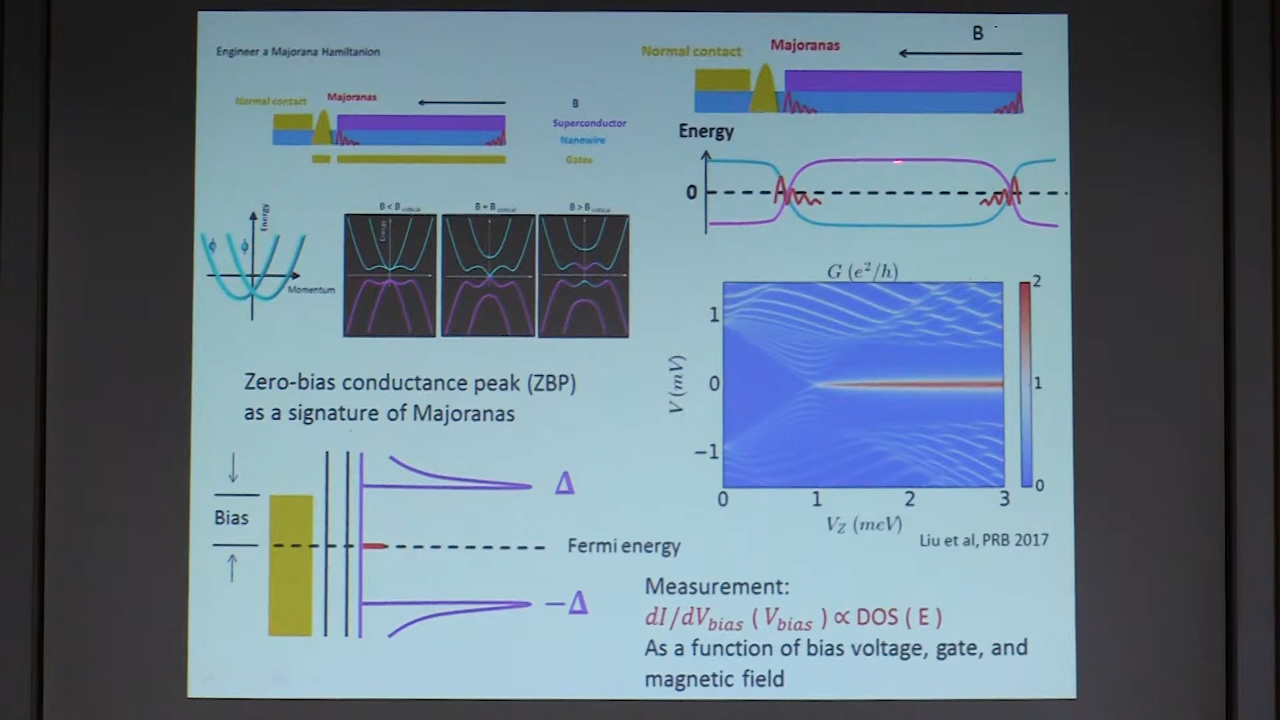 Engineer a Majorana Hamiltanion
Normal contact
Majoranas
B
Superconductor
Nanowire
Gates
Energy
ϕ ϕ
Momentum
B < B critical
B = B critical
B > B critical
Energy
Zero-bias conductance peak (ZBP)
as a signature of Majoranas
Bias
Δ
Fermi energy
−Δ
B
Normal contact
Majoranas
Energy
0
G (e²/h)
V (mV)
1
0
−1
0 1 2 3
V_Z (meV)
2
1
0
Liu et al, PRB 2017
Measurement:
dI/dV_bias ( V_bias ) ∝ DOS ( E )
As a function of bias voltage, gate, and
magnetic field